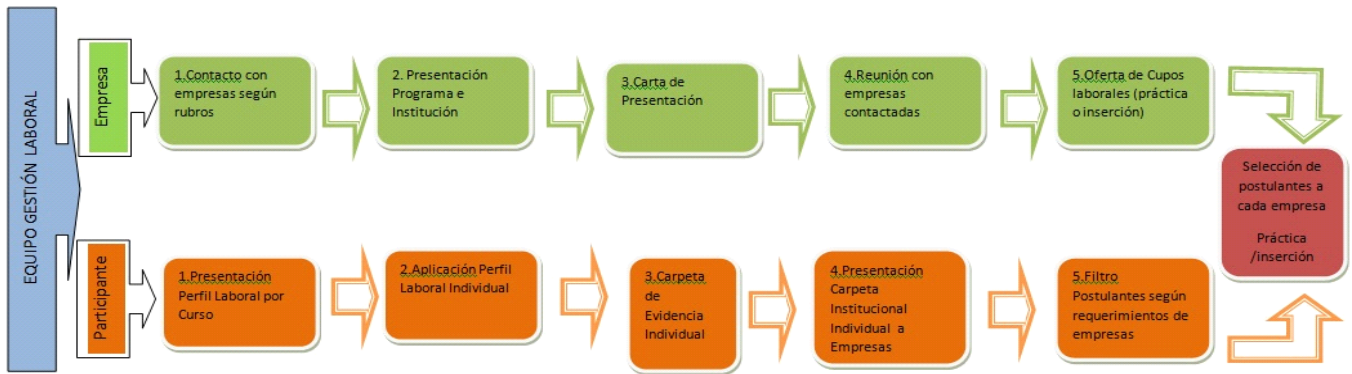 EQUIPO GESTIÓN LABORAL
Empresa
1.Contacto con
empresas según
rubros
2. Presentación
Programa e
Institución
3.Carta de
Presentación
4.Reunión con
empresas
contactadas
5.Oferta de Cupos
laborales (práctica
o inserción)
Selección de
postulantes a
cada empresa
Práctica
/inserción
Participante
1.Presentación
Perfil Laboral por
Curso
2.Aplicación Perfil
Laboral Individual
3.Carpeta
de
Evidencia
Individual
4.Presentación
Carpeta
Institucional
Individual a
Empresas
5.Filtro
Postulantes según
requerimientos de
empresas